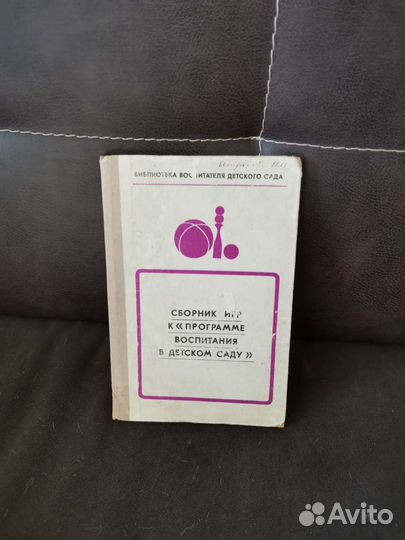 БИБЛИОТЕКА ВОСПИТАТЕЛЯ ДЕТСКОГО САДА
СБОРНИК ИГР
К «ПРОГРАММЕ
ВОСПИТАНИЯ
В ДЕТСКОМ САДУ»
Avito